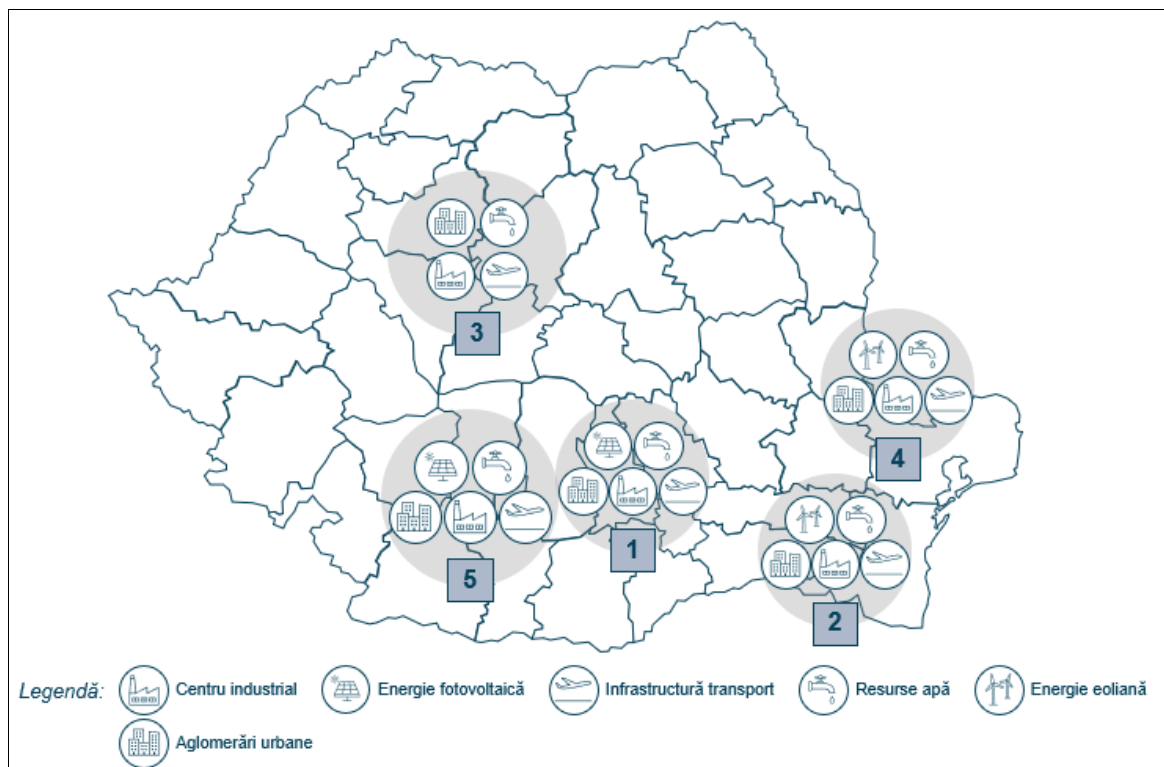 3
4
1
5
2
Legendă:
Centru industrial
Energie fotovoltaică
Infrastructură transport
Resurse apă
Energie eoliană
Aglomerări urbane